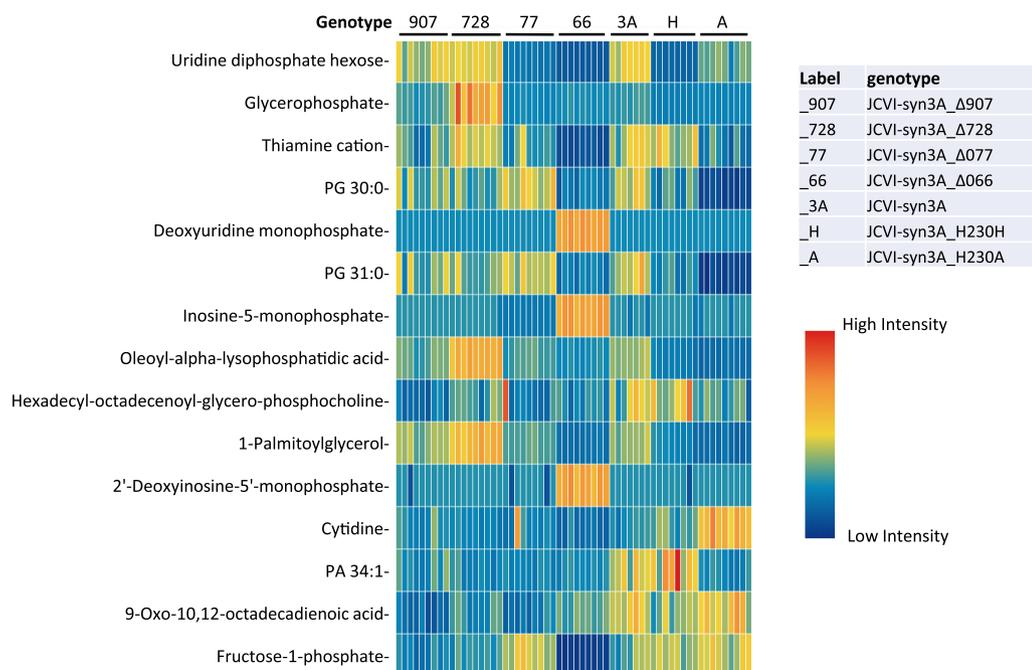 Genotype 907 728 77 66 3A H A
Uridine diphosphate hexose-
Glycerophosphate-
Thiamine cation-
PG 30:0-
Deoxyuridine monophosphate-
PG 31:0-
Inosine-5-monophosphate-
Oleoyl-alpha-lysophosphatidic acid-
Hexadecyl-octadecenoyl-glycero-phosphocholine-
1-Palmitoylglycerol-
2'-Deoxyinosine-5'-monophosphate-
Cytidine-
PA 34:1-
9-Oxo-10,12-octadecadienoic acid-
Fructose-1-phosphate-
Label genotype
_907 JCVI-syn3A_Δ907
_728 JCVI-syn3A_Δ728
_77 JCVI-syn3A_Δ077
_66 JCVI-syn3A_Δ066
_3A JCVI-syn3A
_H JCVI-syn3A_H230H
_A JCVI-syn3A_H230A
High Intensity
Low Intensity